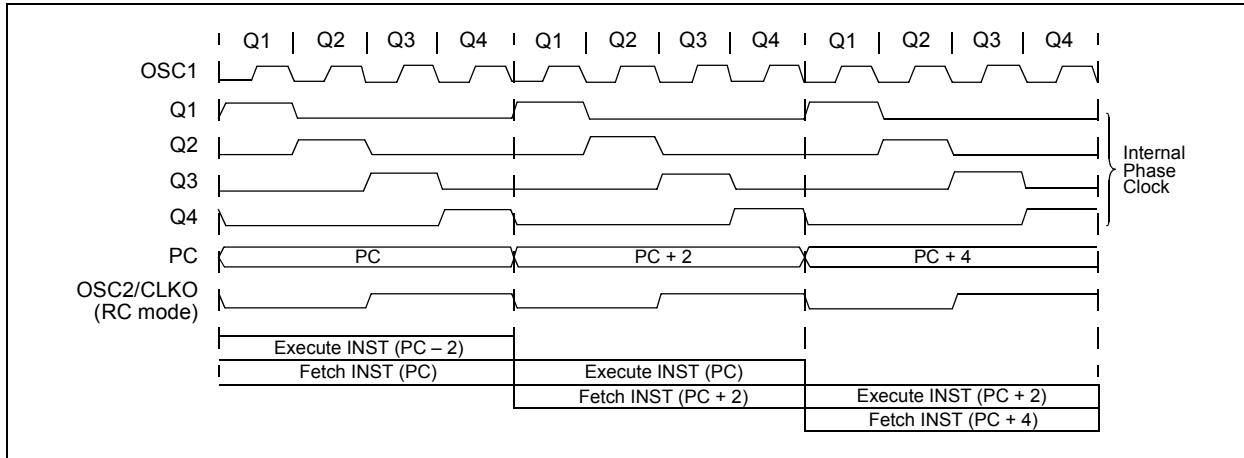 Q1 Q2 Q3 Q4 Q1 Q2 Q3 Q4 Q1 Q2 Q3 Q4
OSC1
Q1
Q2
Q3
Q4
Internal
Phase
Clock
PC PC PC + 2 PC + 4
OSC2/CLKO
(RC mode)
Execute INST (PC – 2)
Fetch INST (PC) Execute INST (PC)
Fetch INST (PC + 2) Execute INST (PC + 2)
Fetch INST (PC + 4)